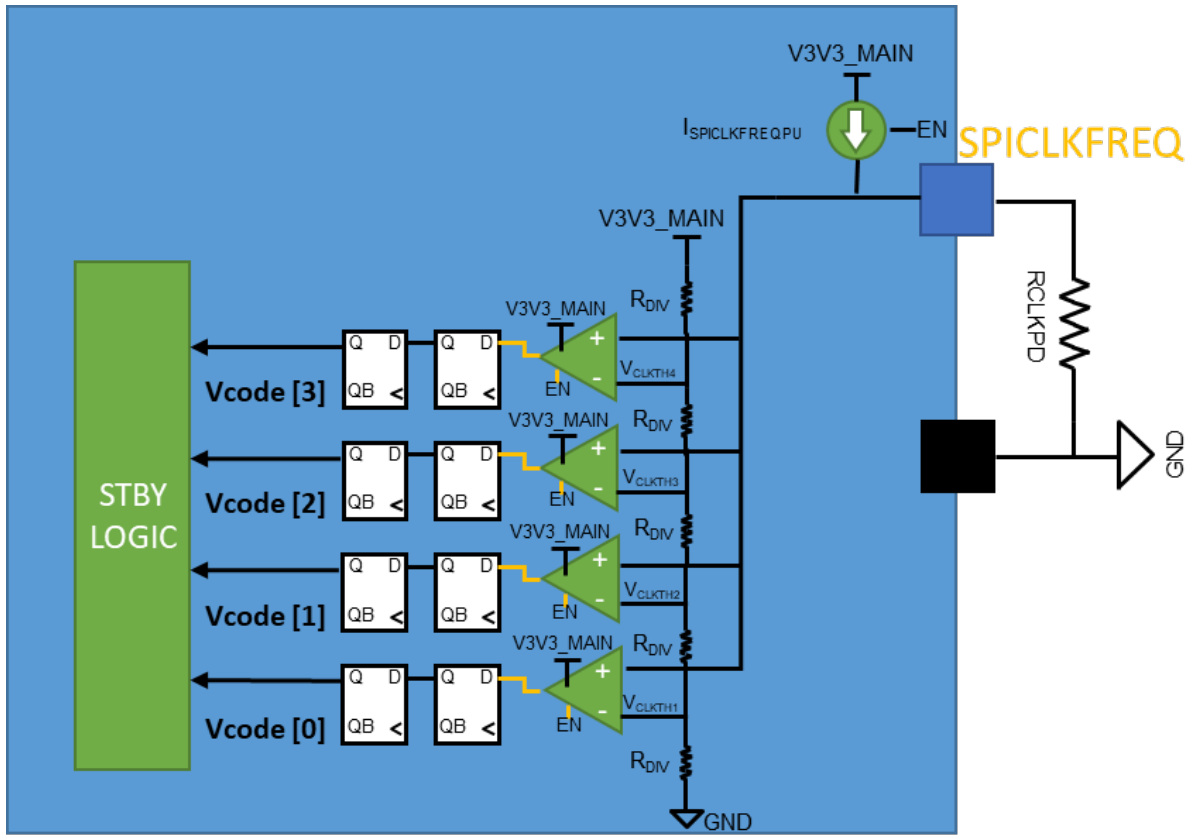 V3V3_MAIN
ISPICLKFREQPU
EN
SPICLKFREQ
V3V3_MAIN
RDIV
RCLKPD
V3V3_MAIN
+
-
VCLKTH4
EN
Q D
QB <
Q D
QB <
Vcode [3]
RDIV
V3V3_MAIN
+
-
VCLKTH3
EN
Q D
QB <
Q D
QB <
Vcode [2]
GND
STBY
LOGIC
RDIV
V3V3_MAIN
+
-
VCLKTH2
EN
Q D
QB <
Q D
QB <
Vcode [1]
RDIV
V3V3_MAIN
+
-
VCLKTH1
EN
Q D
QB <
Q D
QB <
Vcode [0]
RDIV
GND